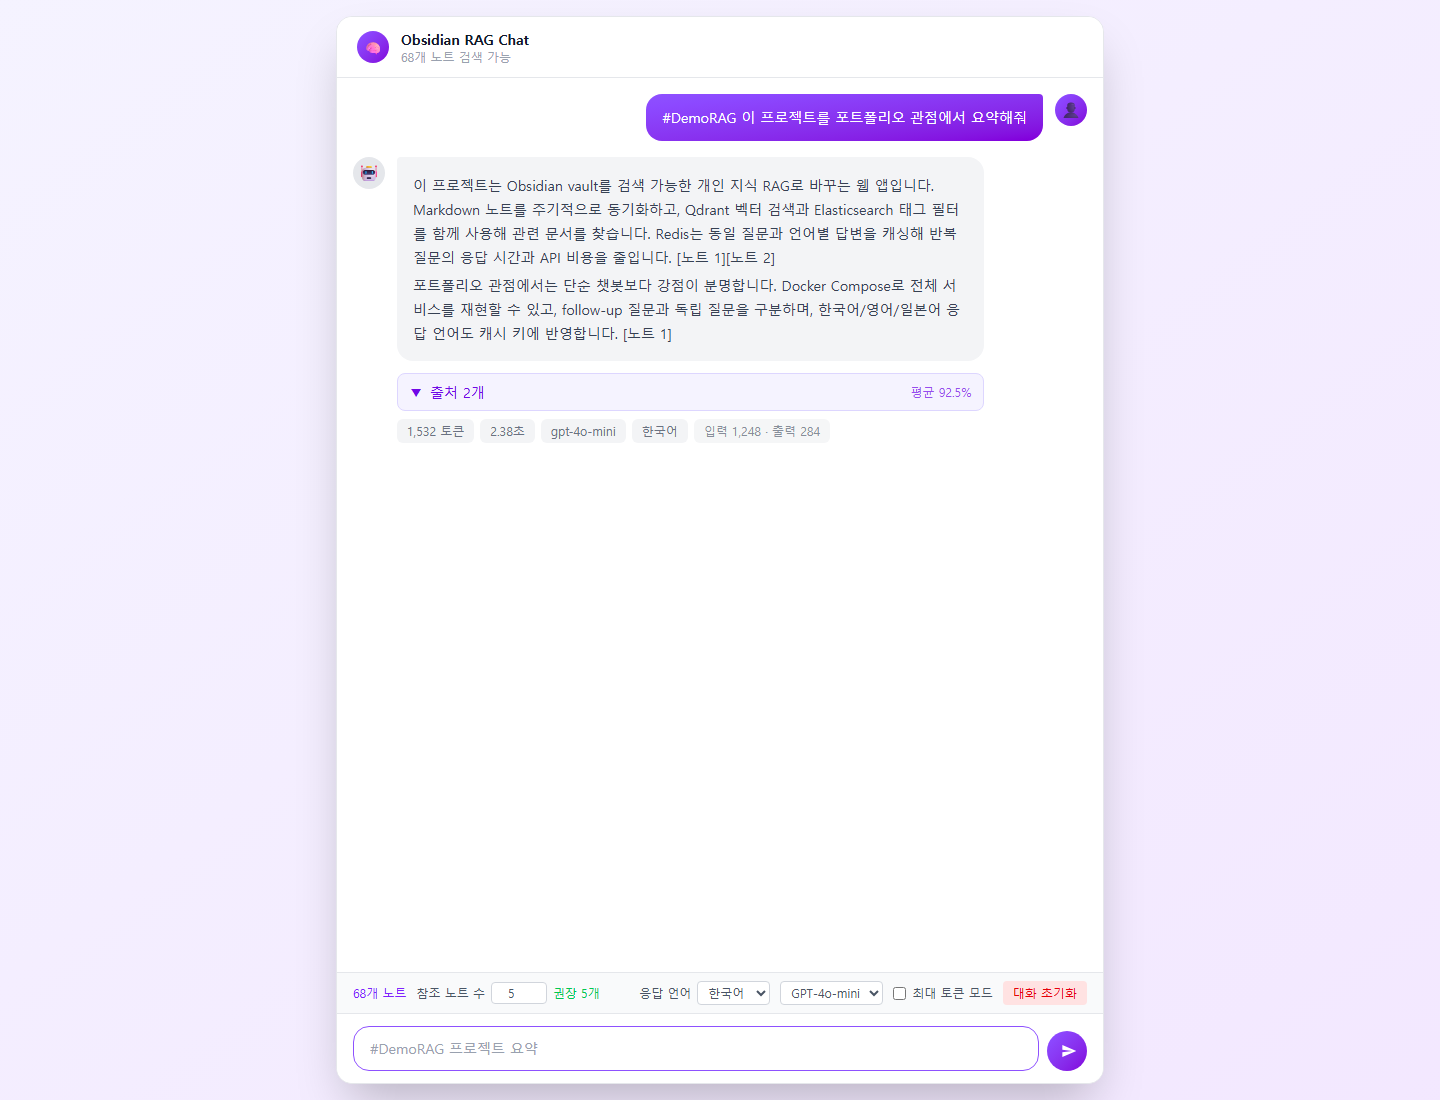 Obsidian RAG Chat
68개 노트 검색 가능
#DemoRAG 이 프로젝트를 포트폴리오 관점에서 요약해줘
이 프로젝트는 Obsidian vault를 검색 가능한 개인 지식 RAG로 바꾸는 웹 앱입니다.
Markdown 노트를 주기적으로 동기화하고, Qdrant 벡터 검색과 Elasticsearch 태그 필터
를 함께 사용해 관련 문서를 찾습니다. Redis는 동일 질문과 언어별 답변을 캐싱해 반복
질문의 응답 시간과 API 비용을 줄입니다. [노트 1][노트 2]
포트폴리오 관점에서는 단순 챗봇보다 강점이 분명합니다. Docker Compose로 전체 서
비스를 재현할 수 있고, follow-up 질문과 독립 질문을 구분하며, 한국어/영어/일본어 응
답 언어도 캐시 키에 반영합니다. [노트 1]
▼ 출처 2개 평균 92.5%
1,532 토큰 2.38초 gpt-4o-mini 한국어 입력 1,248 · 출력 284
68개 노트 참조 노트 수 5 권장 5개 응답 언어 한국어 GPT-4o-mini 최대 토큰 모드 대화 초기화
#DemoRAG 프로젝트 요약